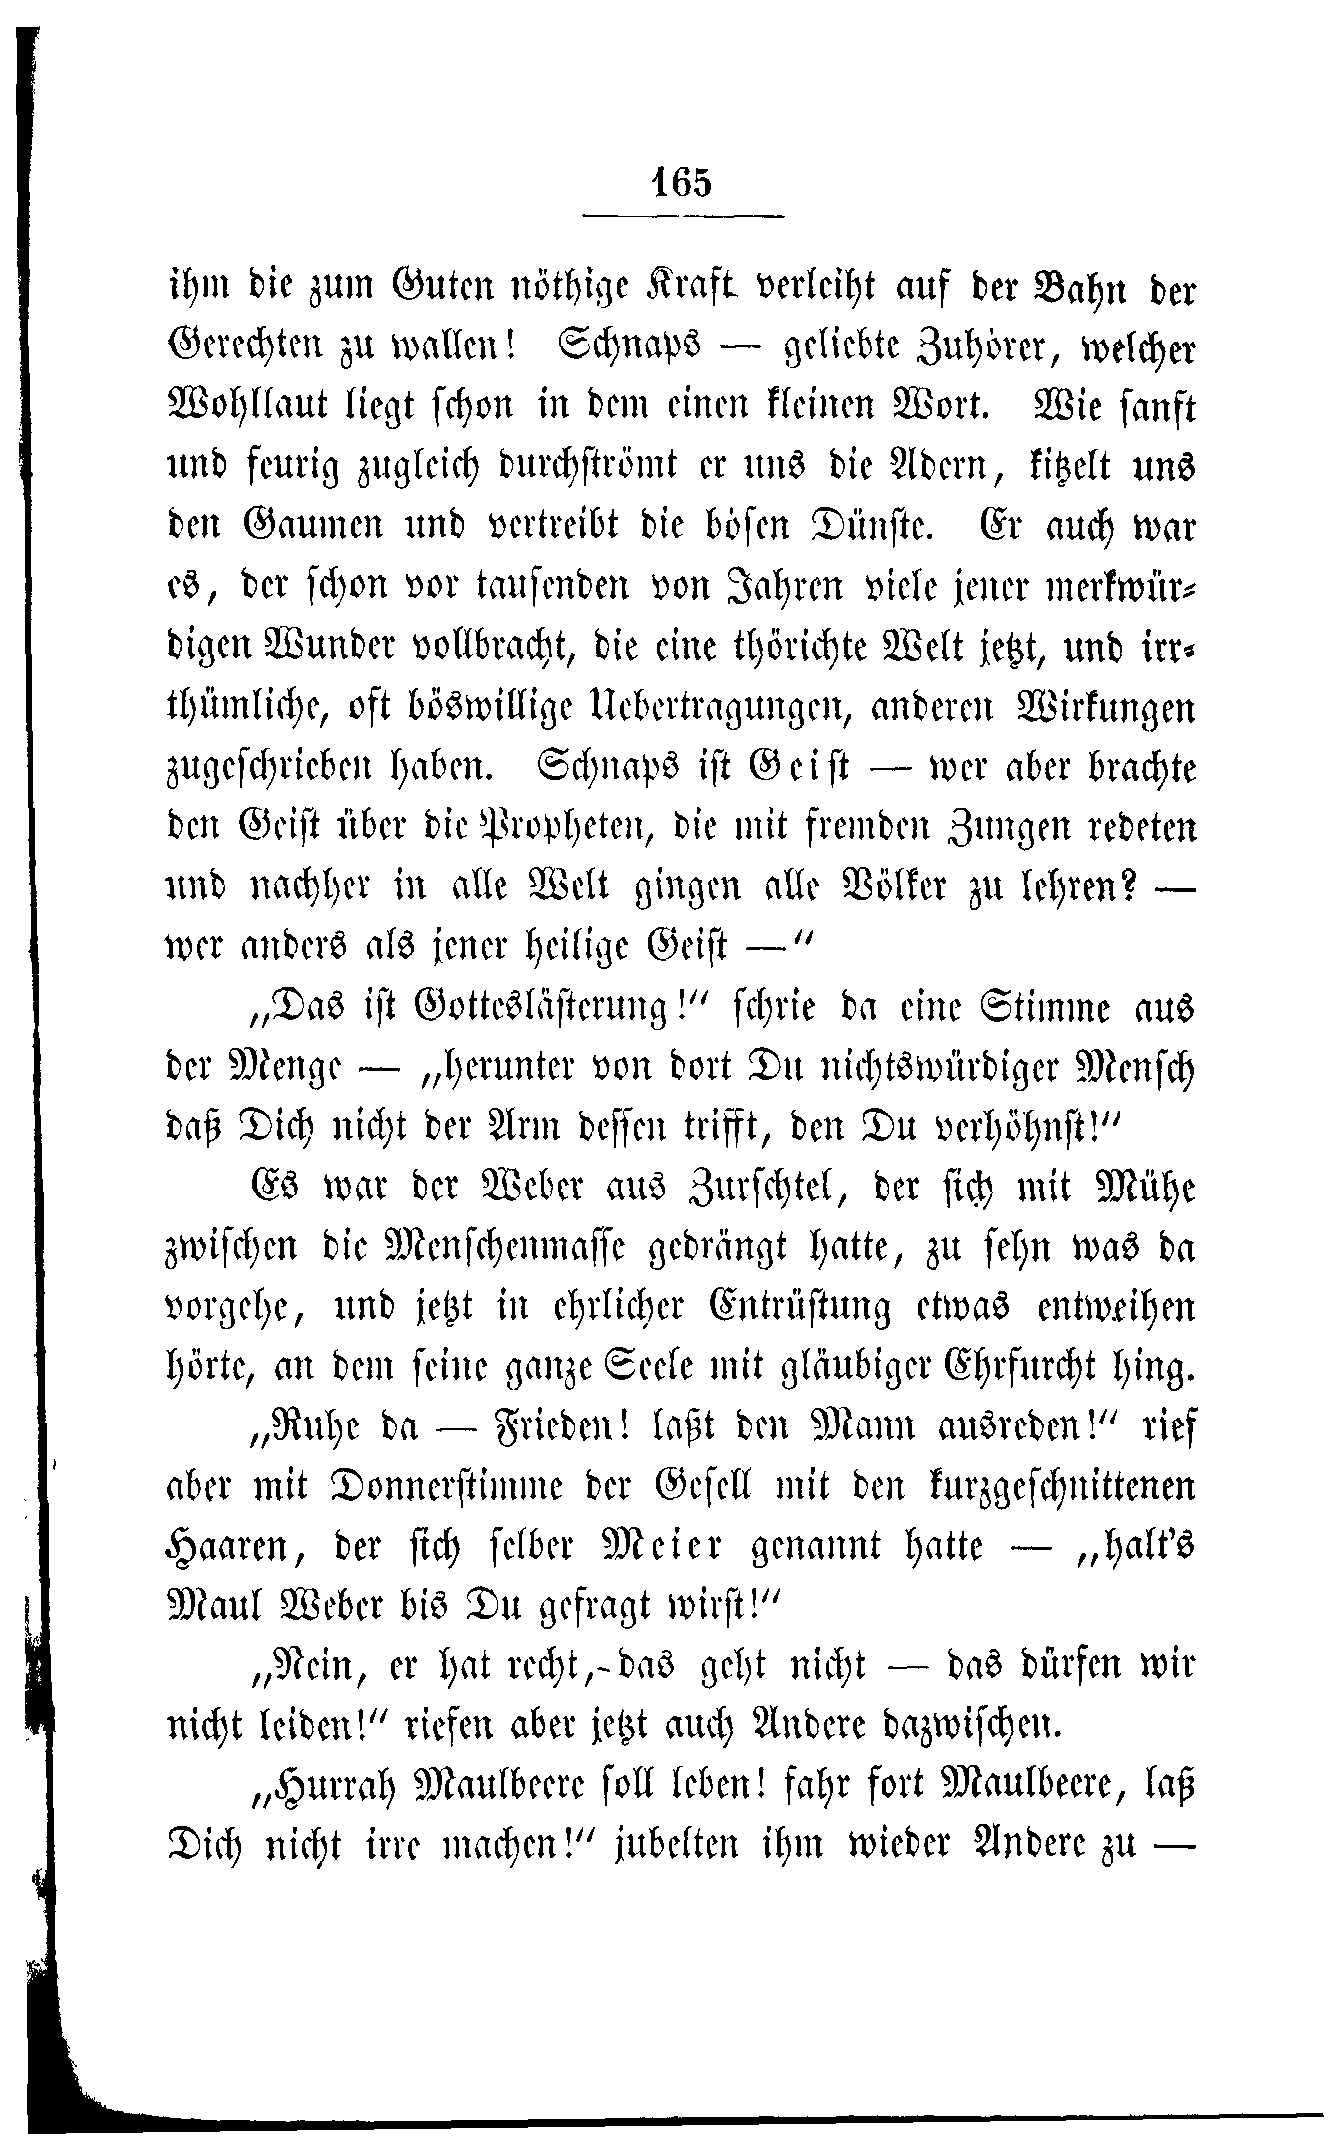 165
ihm die zum Guten nöthige Kraft verleiht auf der Bahn der
Gerechten zu wallen! Schnaps — geliebte Zuhörer, welcher
Wohllaut liegt schon in dem einen kleinen Wort. Wie sanft
und feurig zugleich durchströmt er uns die Adern, kitzelt uns
den Gaumen und vertreibt die bösen Dünste. Er auch war
es, der schon vor tausenden von Jahren viele jener merkwür-
digen Wunder vollbracht, die eine thörichte Welt jetzt, und irr-
thümliche, oft böswillige Uebertragungen, anderen Wirkungen
zugeschrieben haben. Schnaps ist Geist — wer aber brachte
den Geist über die Propheten, die mit fremden Zungen redeten
und nachher in alle Welt gingen alle Völker zu lehren? —
wer anders als jener heilige Geist —“
„Das ist Gotteslästerung!“ schrie da eine Stimme aus
der Menge — „herunter von dort Du nichtswürdiger Mensch
daß Dich nicht der Arm dessen trifft, den Du verhöhnst!“
Es war der Weber aus Zurschtel, der sich mit Mühe
zwischen die Menschenmasse gedrängt hatte, zu sehn was da
vorgehe, und jetzt in ehrlicher Entrüstung etwas entweihen
hörte, an dem seine ganze Seele mit gläubiger Ehrfurcht hing.
„Ruhe da — Frieden! laßt den Mann ausreden!“ rief
aber mit Donnerstimme der Gesell mit den kurzgeschnittenen
Haaren, der sich selber Meier genannt hatte — „halt's
Maul Weber bis Du gefragt wirst!“
„Nein, er hat recht,-das geht nicht — das dürfen wir
nicht leiden!“ riefen aber jetzt auch Andere dazwischen.
„Hurrah Maulbeere soll leben! fahr fort Maulbeere, laß
Dich nicht irre machen!“ jubelten ihm wieder Andere zu —